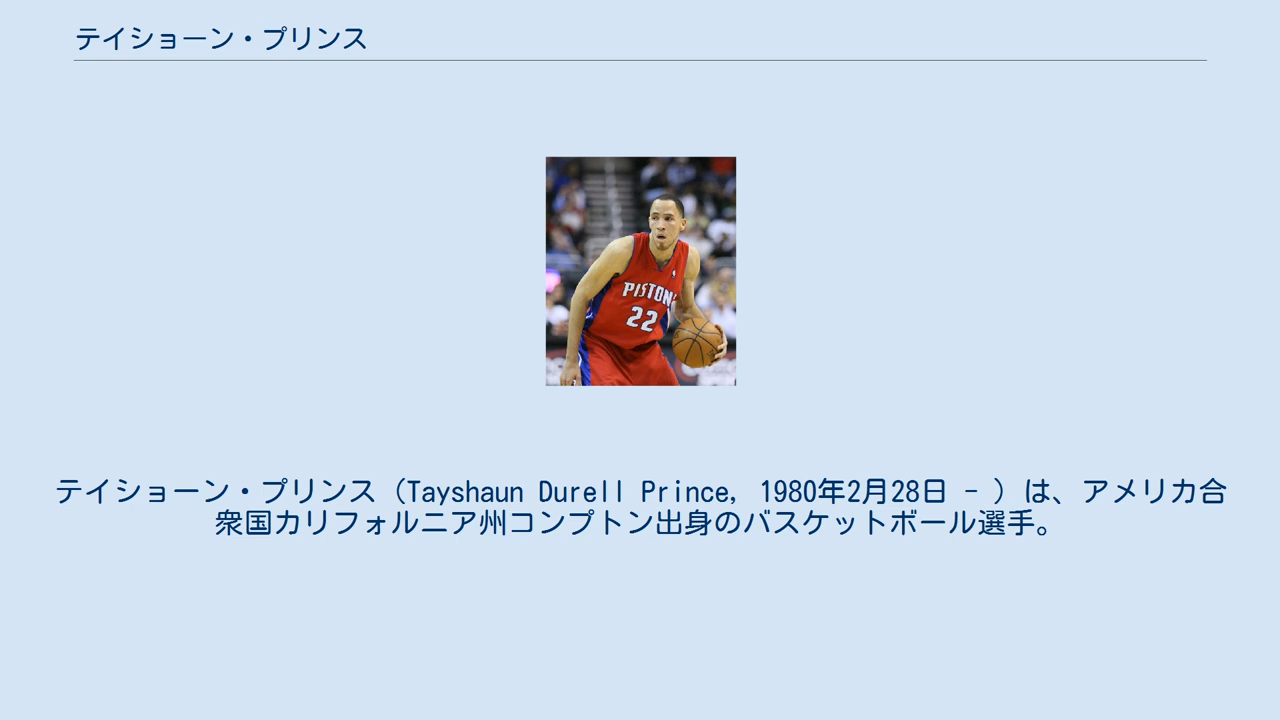 テイショーン・プリンス
PISTONS
22
テイショーン・プリンス（Tayshaun Durell Prince, 1980年2月28日 - ）は、アメリカ合
衆国カリフォルニア州コンプトン出身のバスケットボール選手。